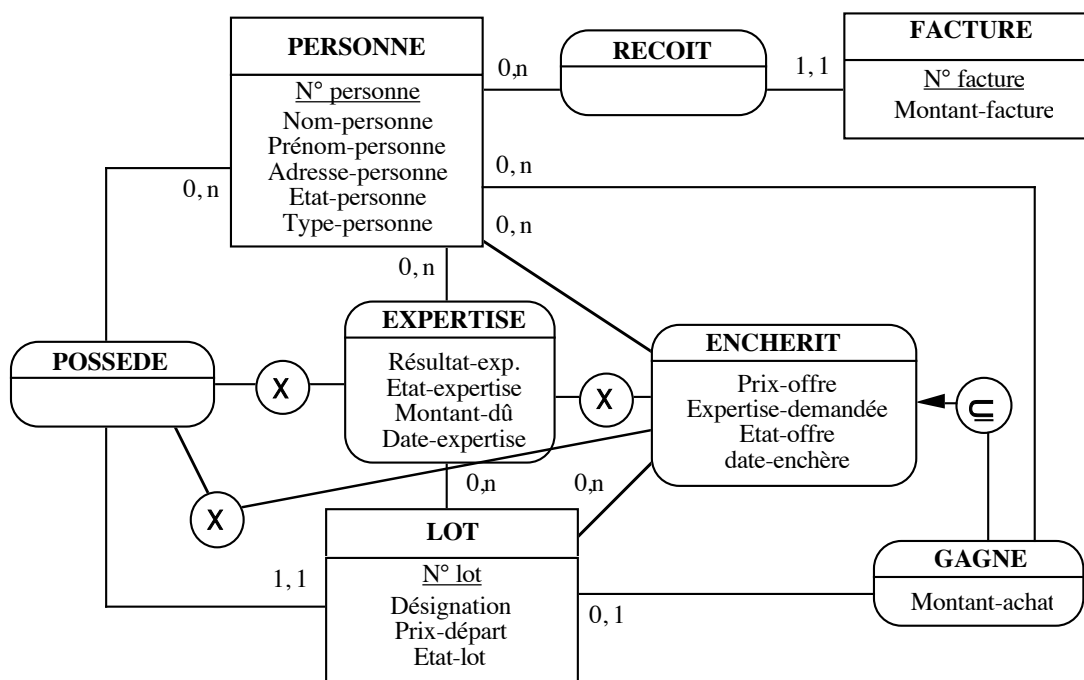 PERSONNE
N° personne
Nom-personne
Prénom-personne
Adresse-personne
Etat-personne
Type-personne
0,n
RECOIT
1,1
FACTURE
N° facture
Montant-facture
0,n
0,n
0,n
0,n
POSSEDE
X
EXPERTISE
Résultat-exp.
Etat-expertise
Montant-dû
Date-expertise
X
ENCHERIT
Prix-offre
Expertise-demandée
Etat-offre
date-enchère
⊆
X
0,n
0,n
1,1
LOT
N° lot
Désignation
Prix-départ
Etat-lot
0,1
GAGNE
Montant-achat